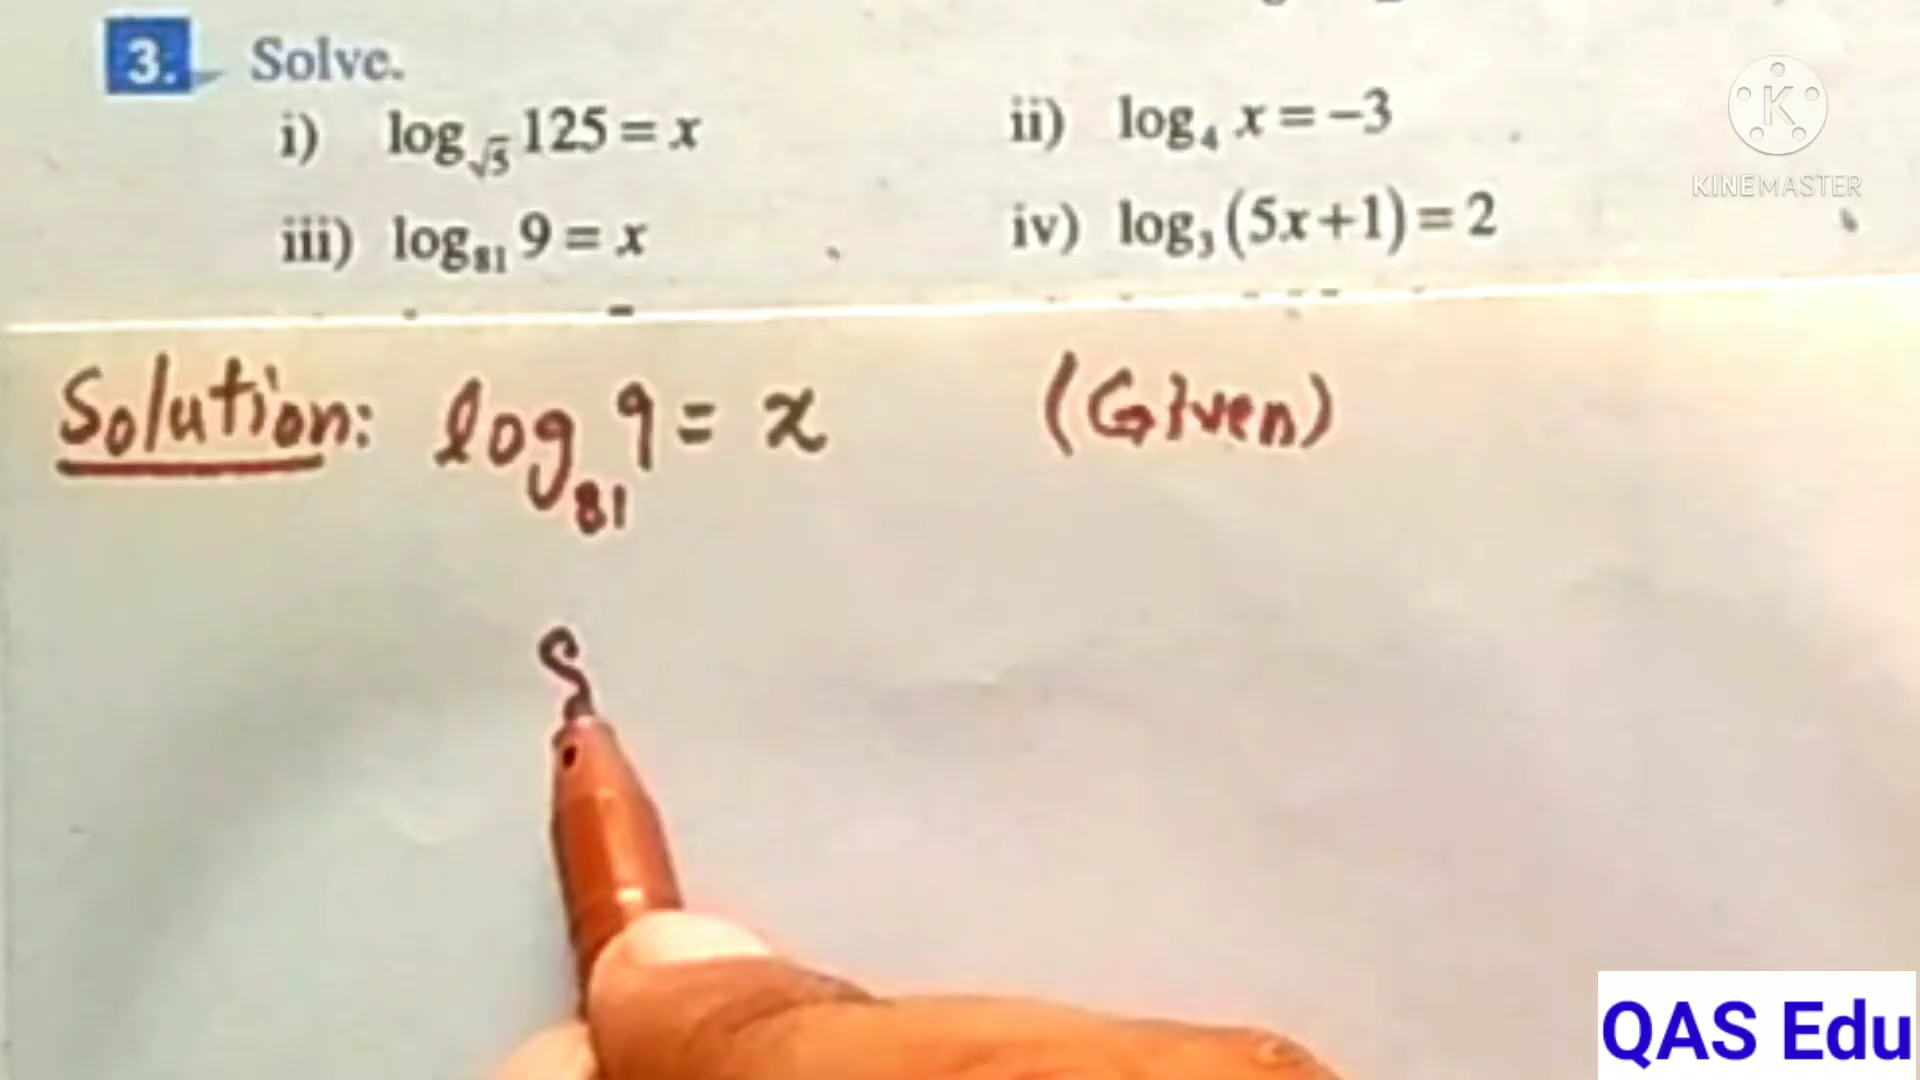 3. Solve.
i) log√5 125 = x
ii) log4 x = −3
iii) log81 9 = x
iv) log3 (5x+1) = 2
KINEMASTER
Solution: log81 9 = x (Given)
8
QAS Edu